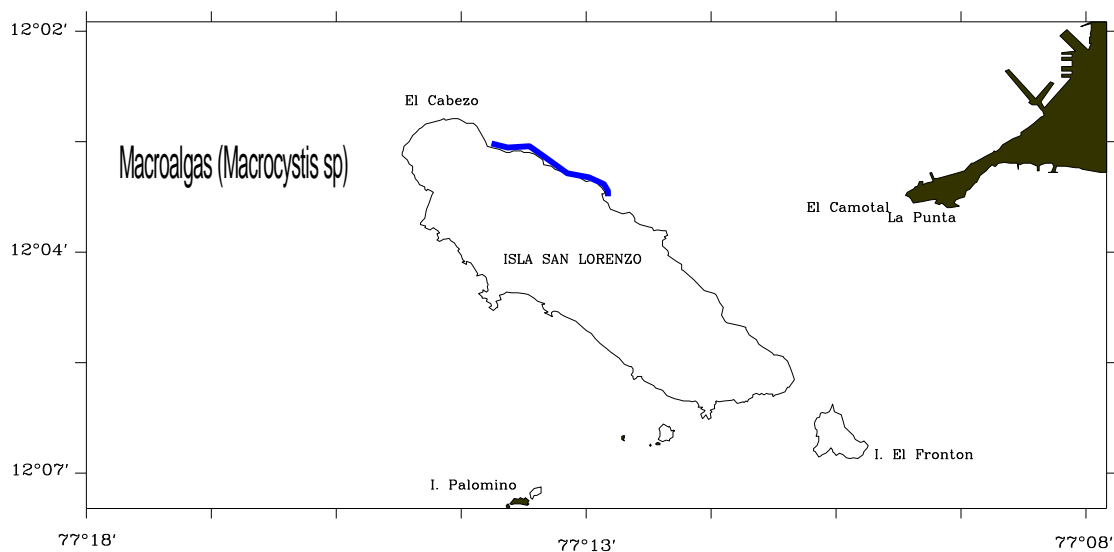 12°02'
El Cabezo
Macroalgas (Macrocystis sp)
El Camotal
La Punta
12°04'
ISLA SAN LORENZO
I. El Fronton
12°07'
I. Palomino
77°18'
77°13'
77°08'